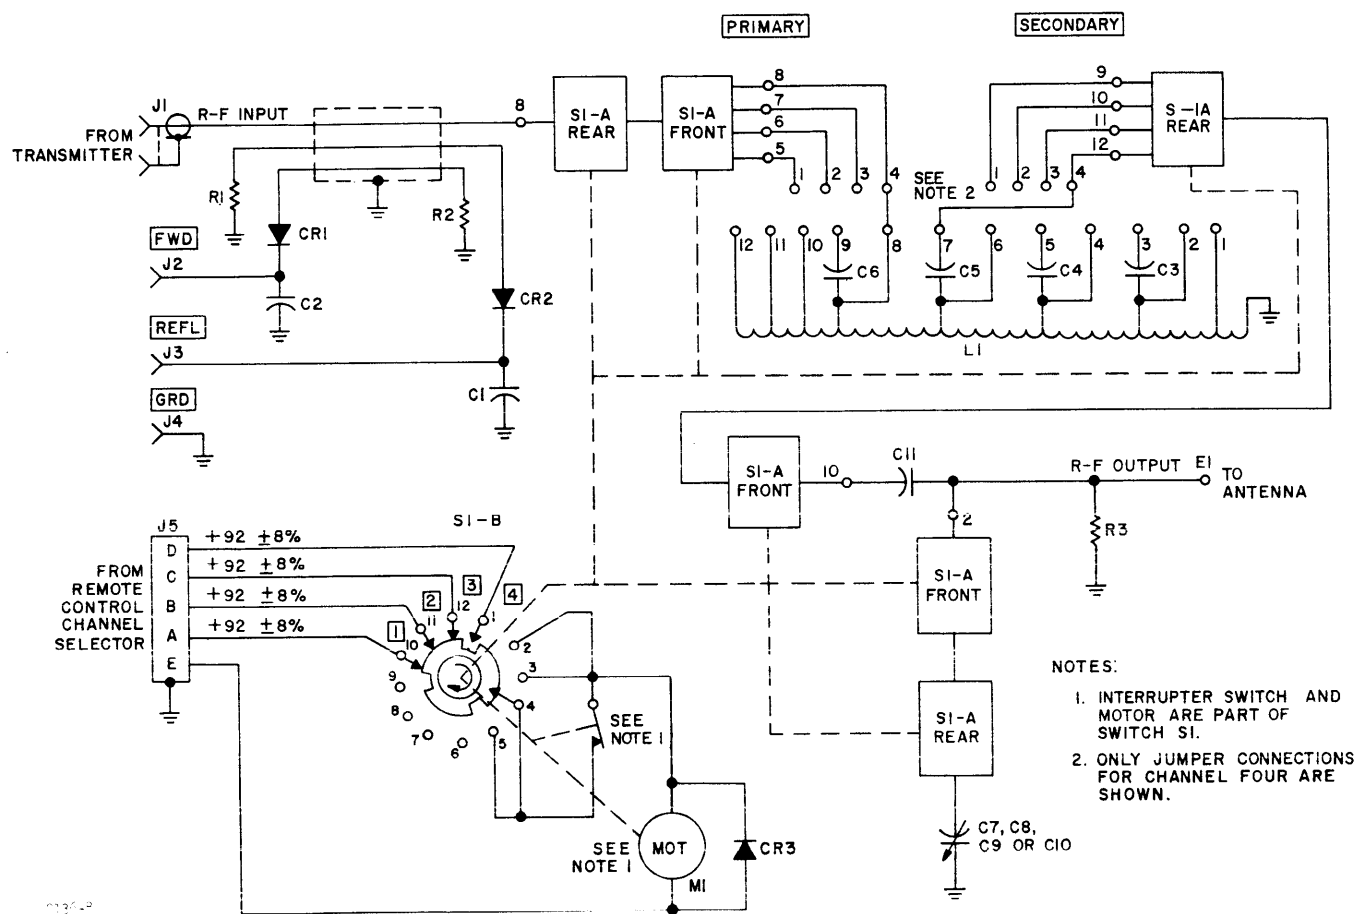 PRIMARY
SECONDARY
J1
R-F INPUT
FROM
TRANSMITTER
8
S1-A
REAR
S1-A
FRONT
8
7
6
5
1
2
3
4
9
10
11
12
S-1A
REAR
SEE
NOTE 2
1
2
3
4
R1
R2
CR1
FWD
J2
C2
CR2
REFL
J3
C1
GRD
J4
12
11
10
9
8
7
6
5
4
3
2
1
C6
C5
C4
C3
L1
S1-A
FRONT
10
C11
R-F OUTPUT
E1
TO
ANTENNA
2
R3
S1-A
FRONT
S1-A
REAR
C7, C8,
C9 OR C10
J5
FROM
REMOTE
CONTROL
CHANNEL
SELECTOR
D
C
B
A
E
+92 ±8%
+92 ±8%
+92 ±8%
+92 ±8%
S1-B
1
2
3
4
10
11
12
1
2
3
4
5
6
7
8
9
SEE
NOTE 1
SEE
NOTE 1
MOT
M1
CR3
NOTES:
1. INTERRUPTER SWITCH AND
MOTOR ARE PART OF
SWITCH S1.
2. ONLY JUMPER CONNECTIONS
FOR CHANNEL FOUR ARE
SHOWN.